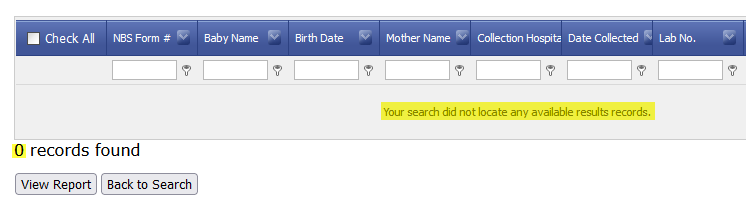 Check All NBS Form # Baby Name Birth Date Mother Name Collection Hospita Date Collected Lab No.
Your search did not locate any available results records.
0 records found
View Report Back to Search